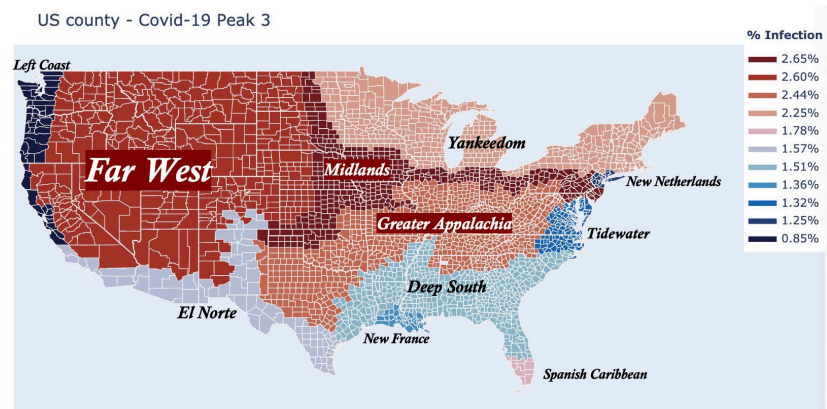 US county - Covid-19 Peak 3
% Infection
2.65%
2.60%
2.44%
2.25%
1.78%
1.57%
1.51%
1.36%
1.32%
1.25%
0.85%
Left Coast
Yankeedom
Far West
Midlands
New Netherlands
Greater Appalachia
Tidewater
Deep South
El Norte
New France
Spanish Caribbean